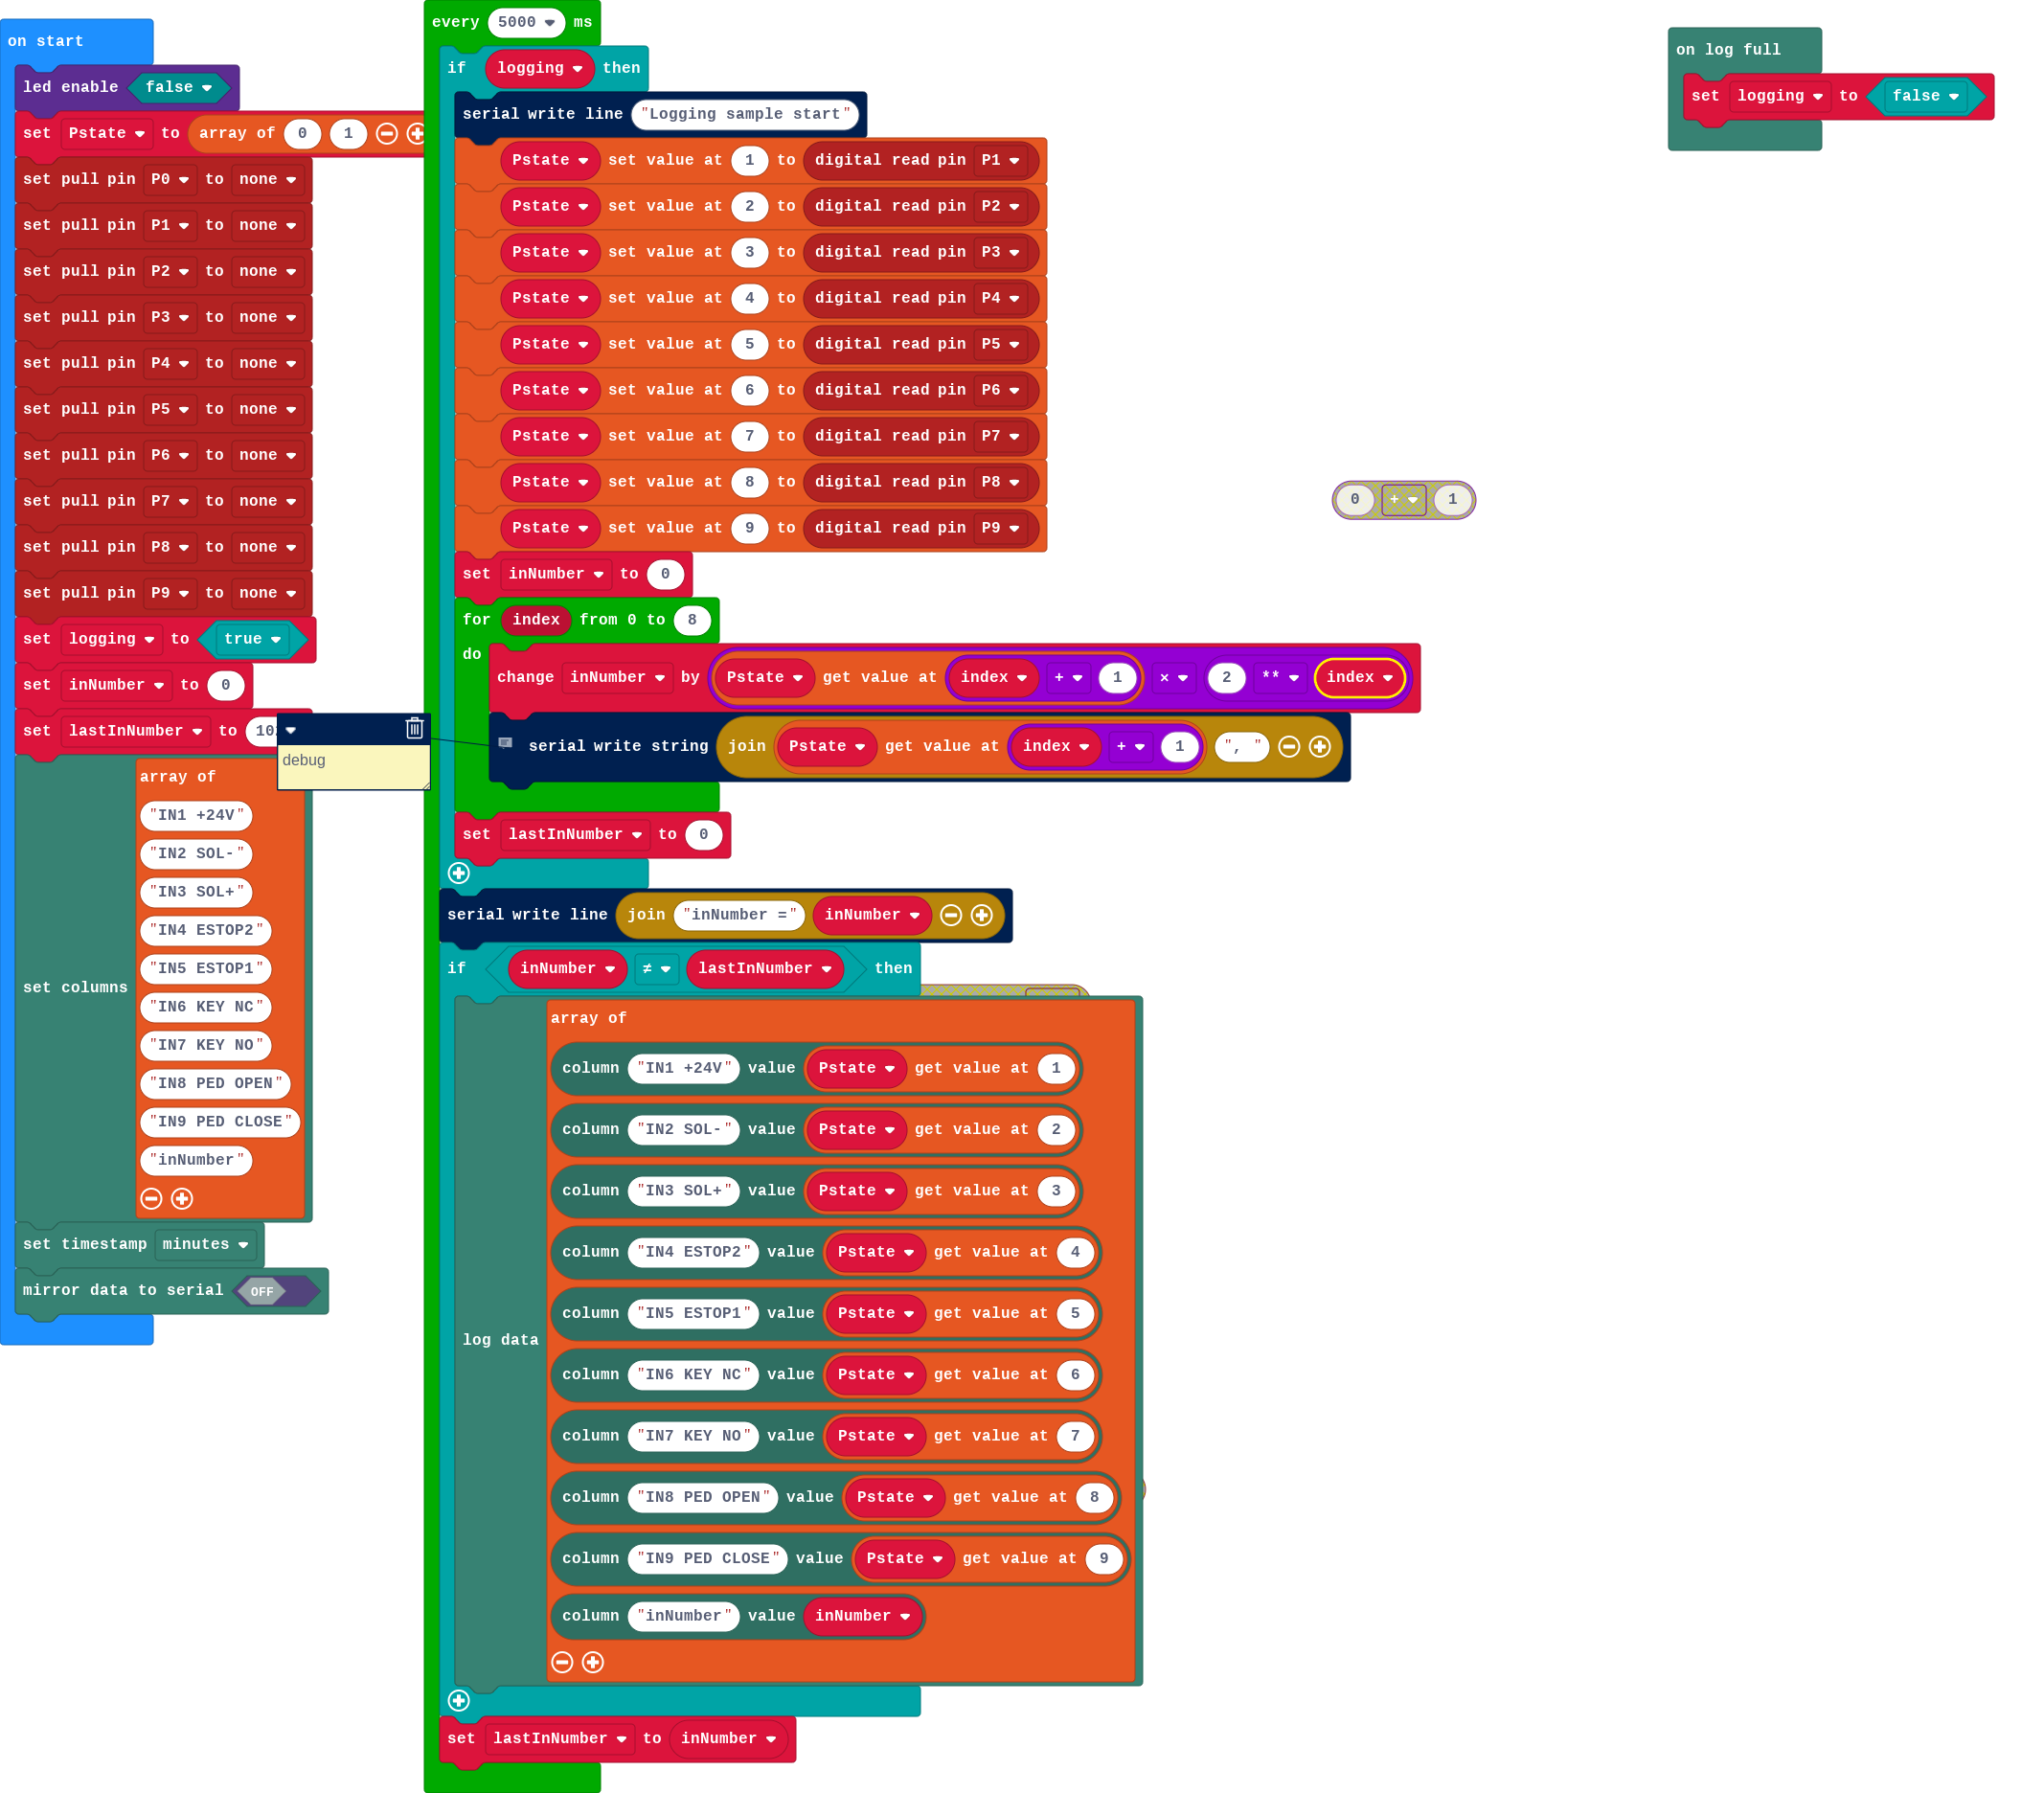 on start
led enable false
set Pstate to array of 0 1
set pull pin P0 to none
set pull pin P1 to none
set pull pin P2 to none
set pull pin P3 to none
set pull pin P4 to none
set pull pin P5 to none
set pull pin P6 to none
set pull pin P7 to none
set pull pin P8 to none
set pull pin P9 to none
set logging to true
set inNumber to 0
set lastInNumber to
debug
set columns
array of
"IN1 +24V"
"IN2 SOL-"
"IN3 SOL+"
"IN4 ESTOP2"
"IN5 ESTOP1"
"IN6 KEY NC"
"IN7 KEY NO"
"IN8 PED OPEN"
"IN9 PED CLOSE"
"inNumber"
set timestamp minutes
mirror data to serial OFF
every 5000 ms
if logging then
serial write line "Logging sample start"
Pstate set value at 1 to digital read pin P1
Pstate set value at 2 to digital read pin P2
Pstate set value at 3 to digital read pin P3
Pstate set value at 4 to digital read pin P4
Pstate set value at 5 to digital read pin P5
Pstate set value at 6 to digital read pin P6
Pstate set value at 7 to digital read pin P7
Pstate set value at 8 to digital read pin P8
Pstate set value at 9 to digital read pin P9
set inNumber to 0
for index from 0 to 8
do
change inNumber by Pstate get value at index + 1 × 2 ** index
serial write string join Pstate get value at index + 1 ", "
set lastInNumber to 0
serial write line join "inNumber =" inNumber
if inNumber ≠ lastInNumber then
log data
array of
column "IN1 +24V" value Pstate get value at 1
column "IN2 SOL-" value Pstate get value at 2
column "IN3 SOL+" value Pstate get value at 3
column "IN4 ESTOP2" value Pstate get value at 4
column "IN5 ESTOP1" value Pstate get value at 5
column "IN6 KEY NC" value Pstate get value at 6
column "IN7 KEY NO" value Pstate get value at 7
column "IN8 PED OPEN" value Pstate get value at 8
column "IN9 PED CLOSE" value Pstate get value at 9
column "inNumber" value inNumber
set lastInNumber to inNumber
0 + 1
on log full
set logging to false